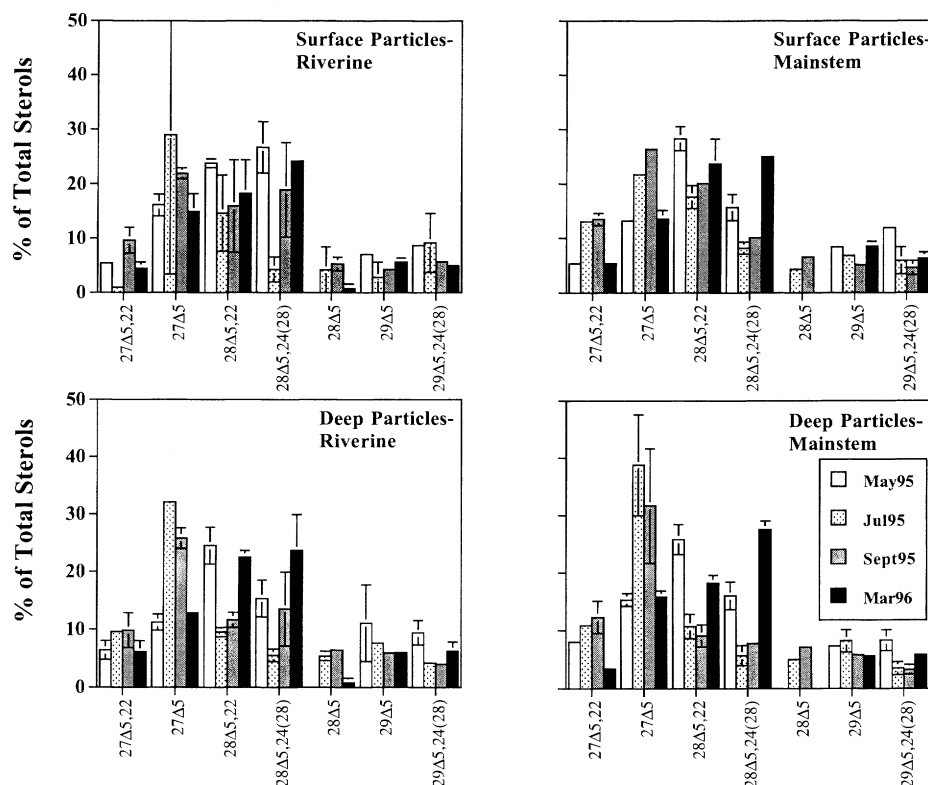 Surface Particles-
Riverine
% of Total Sterols
50
40
30
20
10
0
27Δ5,22
27Δ5
28Δ5,22
28Δ5,24(28)
28Δ5
29Δ5
29Δ5,24(28)
Surface Particles-
Mainstem
27Δ5,22
27Δ5
28Δ5,22
28Δ5,24(28)
28Δ5
29Δ5
29Δ5,24(28)
Deep Particles-
Riverine
% of Total Sterols
50
40
30
20
10
0
27Δ5,22
27Δ5
28Δ5,22
28Δ5,24(28)
28Δ5
29Δ5
29Δ5,24(28)
Deep Particles-
Mainstem
May95
Jul95
Sept95
Mar96
27Δ5,22
27Δ5
28Δ5,22
28Δ5,24(28)
28Δ5
29Δ5
29Δ5,24(28)